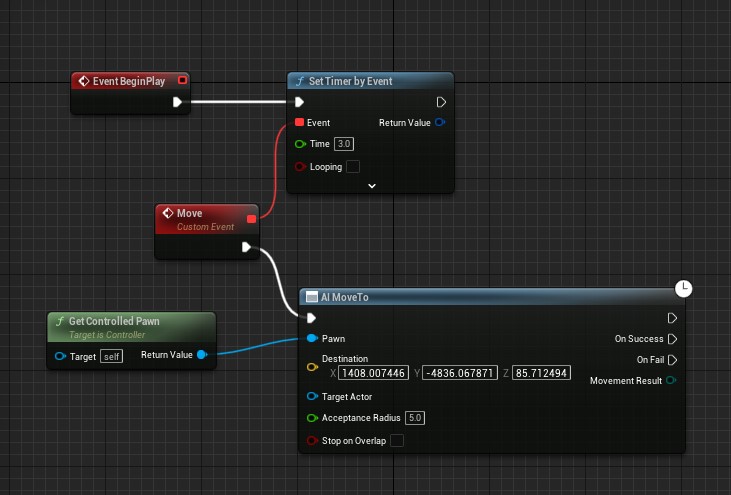 Event BeginPlay
Set Timer by Event
Event
Return Value
Time 3.0
Looping
Move
Custom Event
AI MoveTo
Get Controlled Pawn
Target is Controller
Target self
Return Value
Pawn
On Success
Destination
On Fail
X 1408.007446 Y -4836.067871 Z 85.712494
Movement Result
Target Actor
Acceptance Radius 5.0
Stop on Overlap